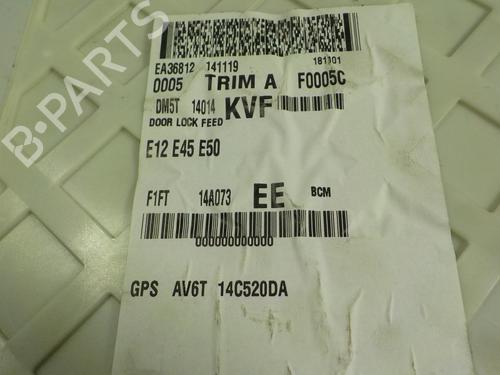 B-PARTS
EA36812 141119 181301
0005 TRIM A F0005C
DM5T 14014 KVF
DOOR LOCK FEED
E12 E45 E50
F1FT 14A073 EE BCM
000000000000
GPS AV6T 14C520DA